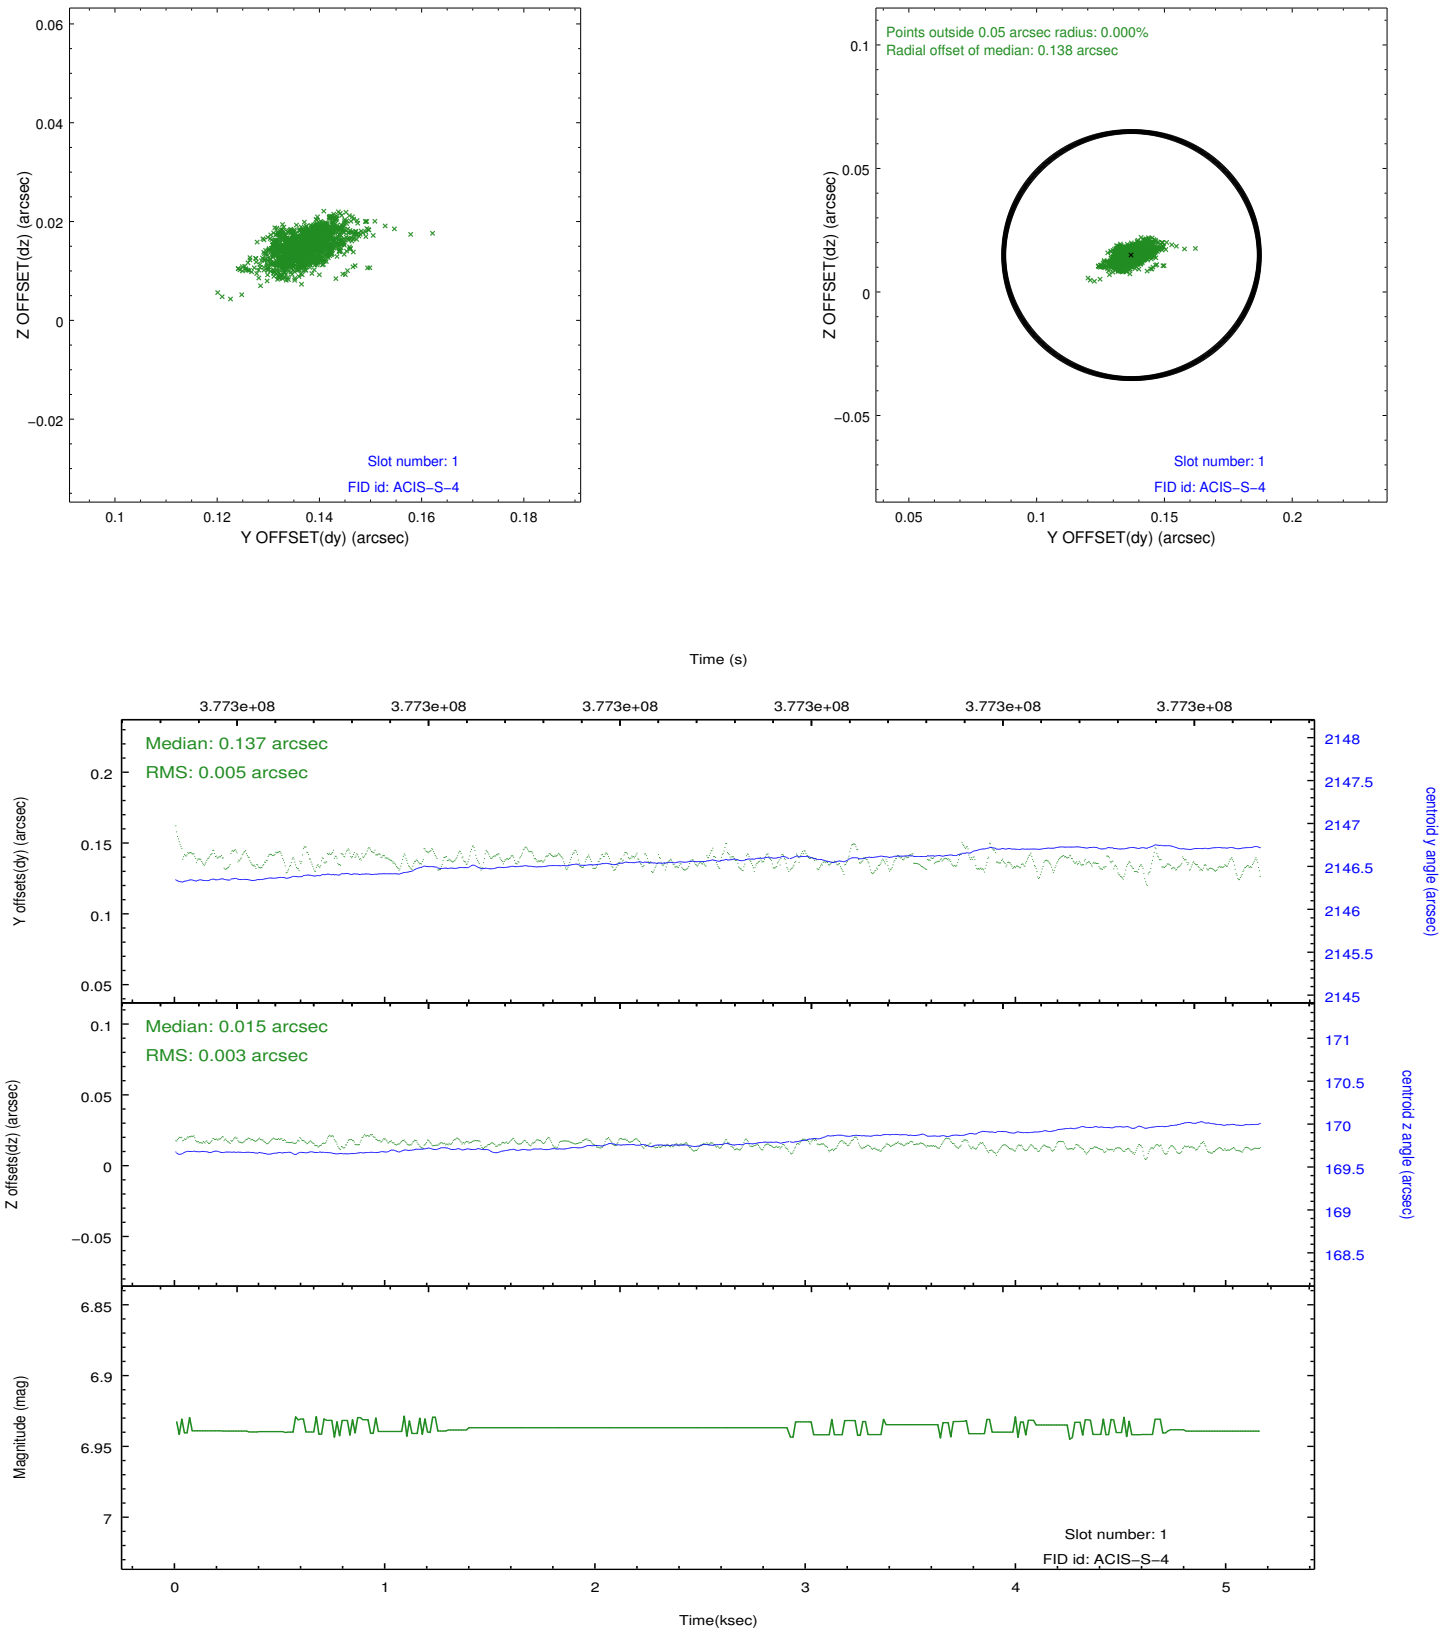 0.06
0.04
0.02
0
−0.02
Z OFFSET(dz) (arcsec)
Slot number: 1
FID id: ACIS−S−4
0.1
0.12
0.14
0.16
0.18
Y OFFSET(dy) (arcsec)
Points outside 0.05 arcsec radius: 0.000%
Radial offset of median: 0.138 arcsec
0.1
0.05
0
−0.05
Z OFFSET(dz) (arcsec)
Slot number: 1
FID id: ACIS−S−4
0.05
0.1
0.15
0.2
Y OFFSET(dy) (arcsec)
Time (s)
3.773e+08
3.773e+08
3.773e+08
3.773e+08
3.773e+08
3.773e+08
Median: 0.137 arcsec
RMS: 0.005 arcsec
0.2
0.15
0.1
0.05
Y offsets(dy) (arcsec)
2148
2147.5
2147
2146.5
2146
2145.5
2145
centroid y angle (arcsec)
Median: 0.015 arcsec
RMS: 0.003 arcsec
0.1
0.05
0
−0.05
Z offsets(dz) (arcsec)
171
170.5
170
169.5
169
168.5
centroid z angle (arcsec)
6.85
6.9
6.95
7
Magnitude (mag)
Slot number: 1
FID id: ACIS−S−4
0
1
2
3
4
5
Time(ksec)